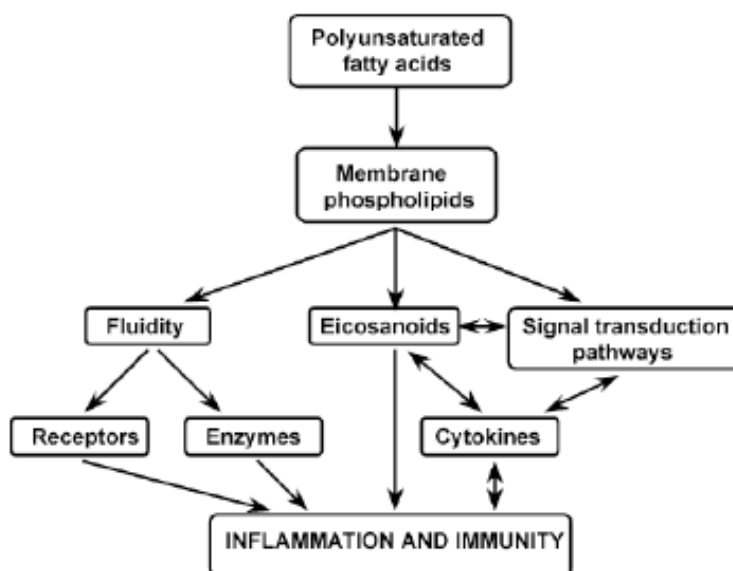 Polyunsaturated
fatty acids
Membrane
phospholipids
Fluidity
Eicosanoids
Signal transduction
pathways
Receptors
Enzymes
Cytokines
INFLAMMATION AND IMMUNITY